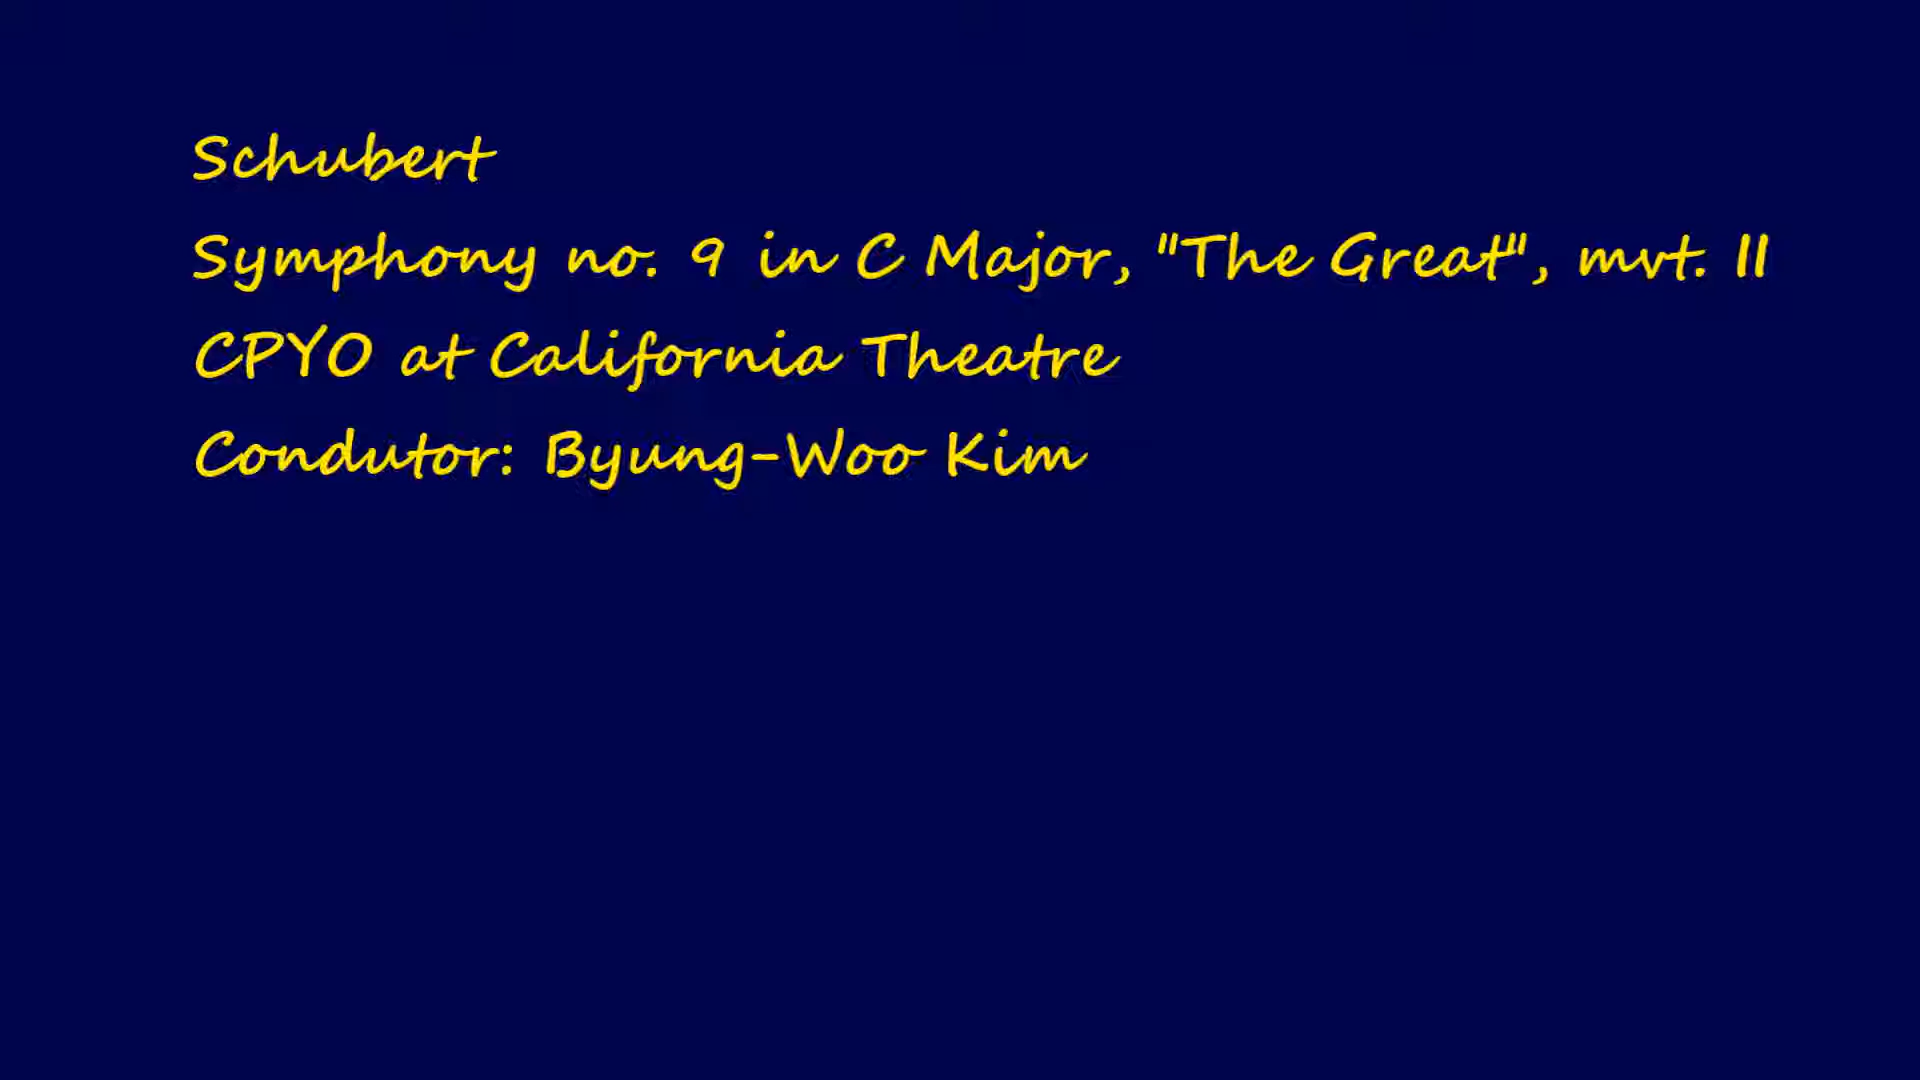 Schubert
Symphony no. 9 in C Major, "The Great", mvt. II
CPYO at California Theatre
Condutor: Byung-Woo Kim